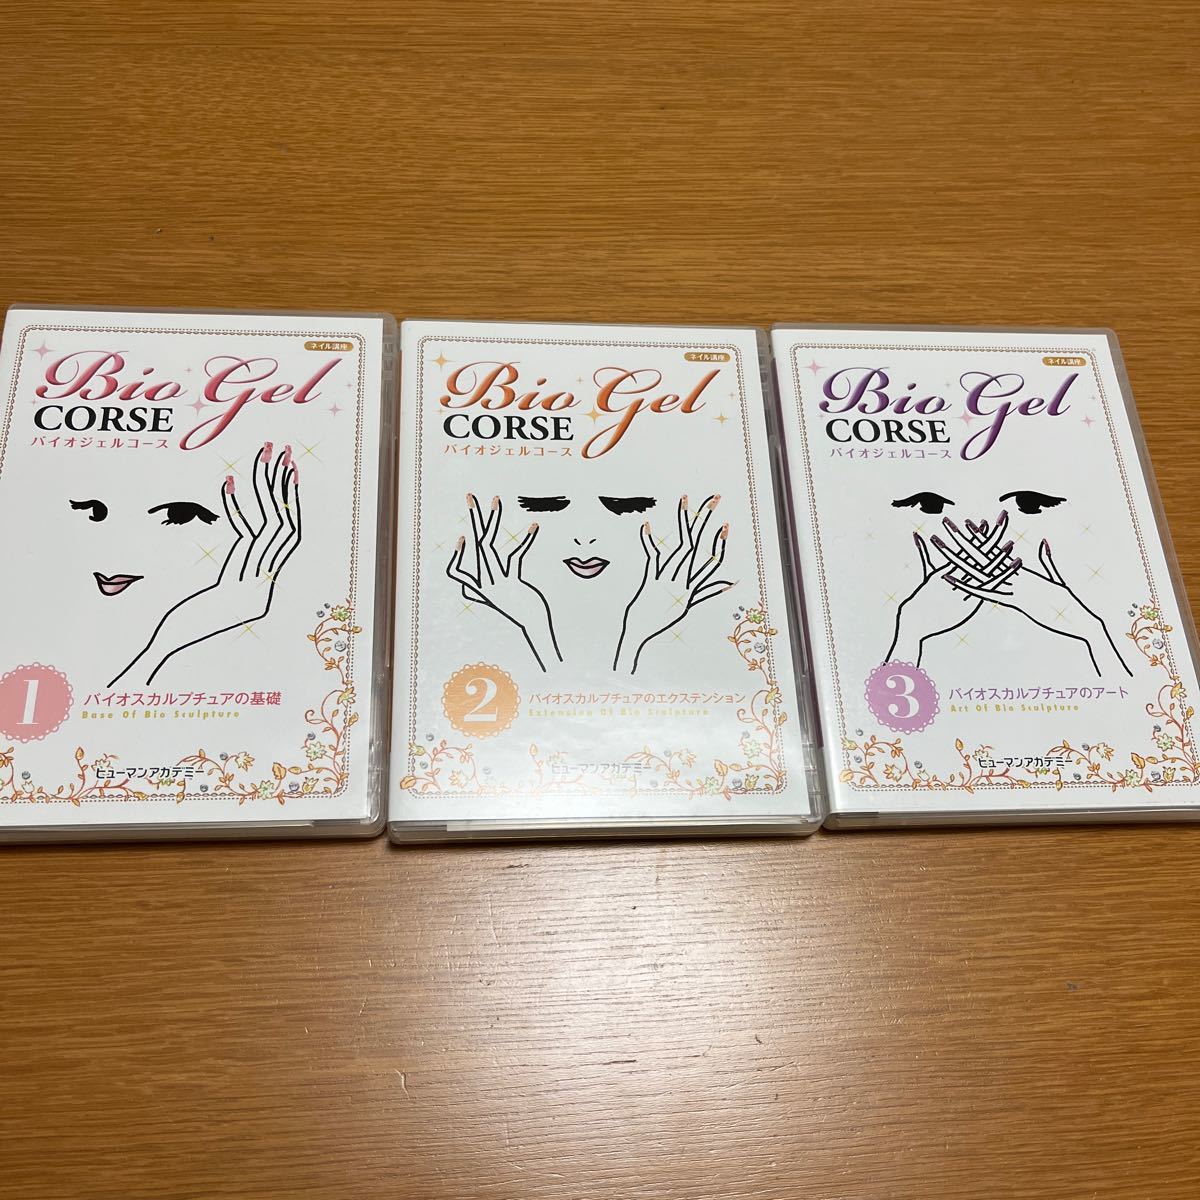 ネイル講座
Bio Gel
CORSE
バイオジェルコース
1
バイオスカルプチュアの基礎
Base Of Bio Sculpture
ヒューマンアカデミー
ネイル講座
Bio Gel
CORSE
バイオジェルコース
2
バイオスカルプチュアのエクステンション
Extension Of Bio Sculpture
ヒューマンアカデミー
ネイル講座
Bio Gel
CORSE
バイオジェルコース
3
バイオスカルプチュアのアート
Art Of Bio Sculpture
ヒューマンアカデミー